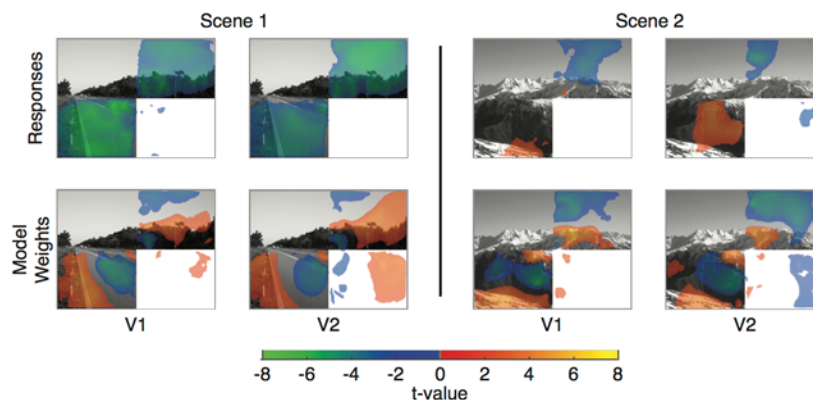 Scene 1
Scene 2
Responses
Model
Weights
V1
V2
V1
V2
-8 -6 -4 -2 0 2 4 6 8
t-value